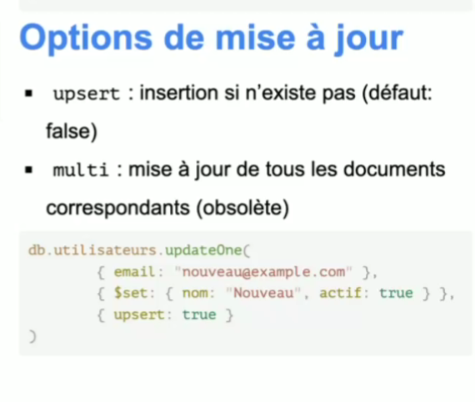 Options de mise à jour
▪ upsert : insertion si n'existe pas (défaut:
false)
▪ multi : mise à jour de tous les documents
correspondants (obsolète)
db.utilisateurs.updateOne(
{ email: "nouveau@example.com" },
{ $set: { nom: "Nouveau", actif: true } },
{ upsert: true }
)